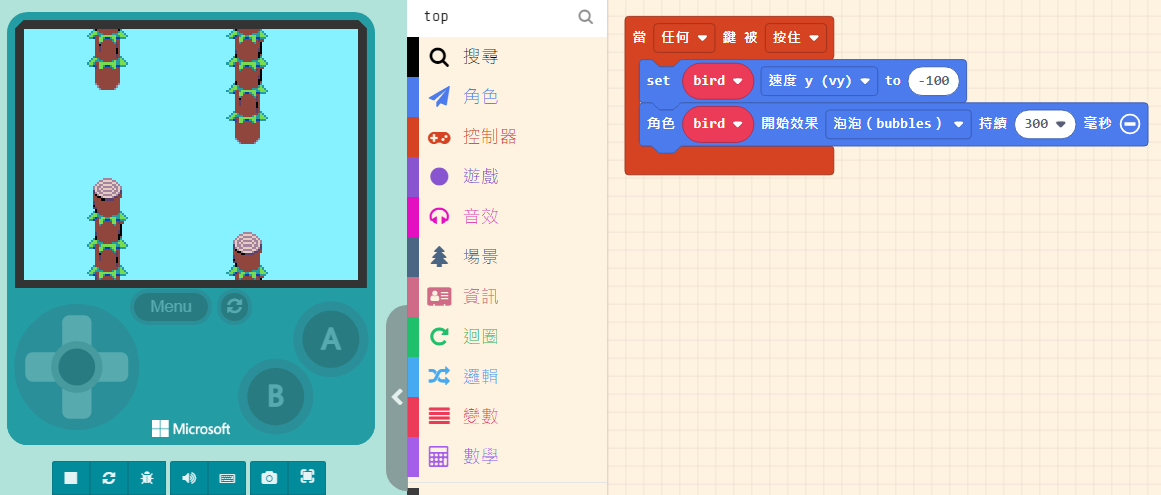 Menu
A
B
Microsoft
top
搜尋
角色
控制器
遊戲
音效
場景
資訊
迴圈
邏輯
變數
數學
當 任何 鍵 被 按住
set bird 速度 y (vy) to -100
角色 bird 開始效果 泡泡 (bubbles) 持續 300 毫秒